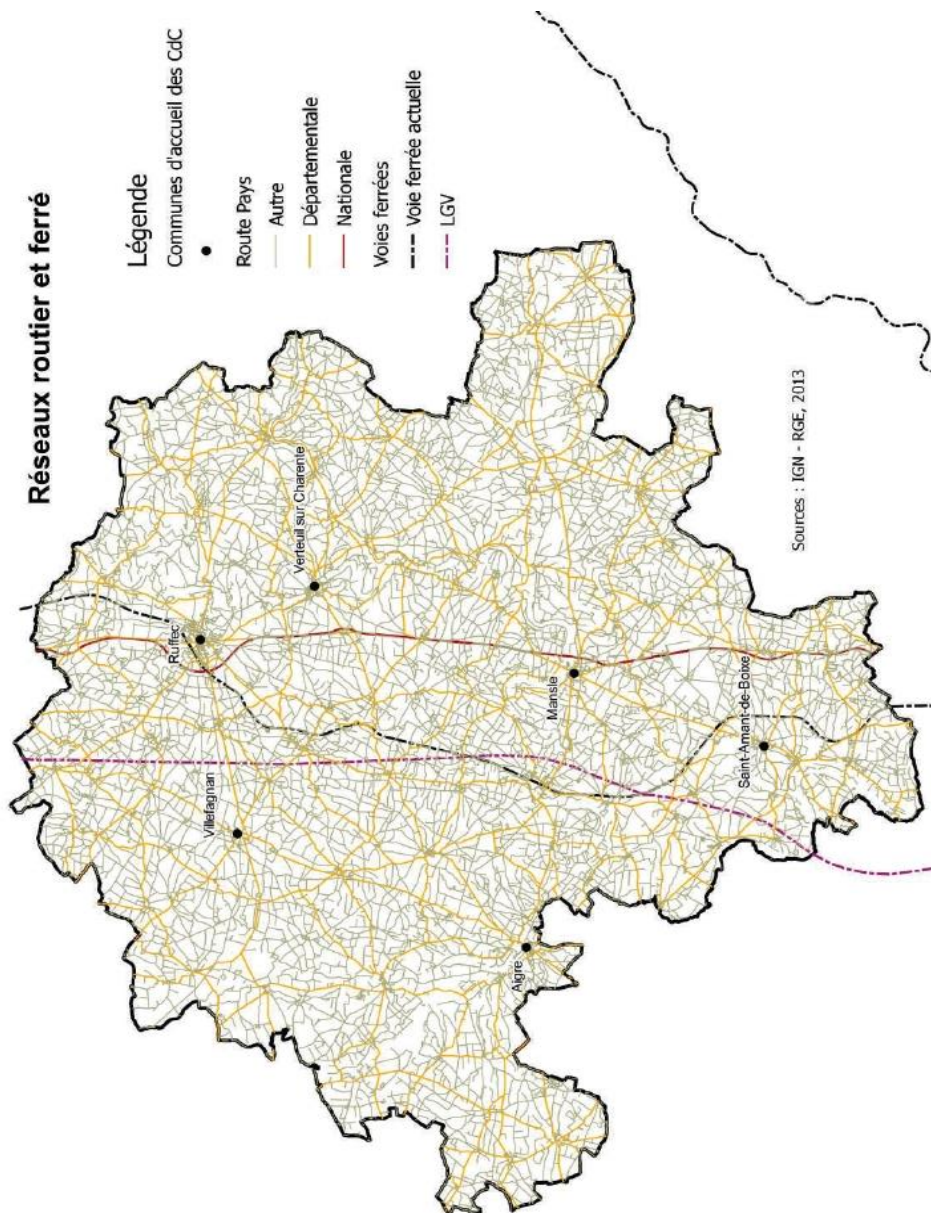 Réseaux routier et ferré
Légende
Communes d'accueil des CdC
Route Pays
Autre
Départementale
Nationale
Voies ferrées
Voie ferrée actuelle
LGV
Ruffec
Verteuil sur Charente
Villefagnan
Mansle
Aigre
Saint-Amant-de-Boixe
Sources : IGN - RGE, 2013